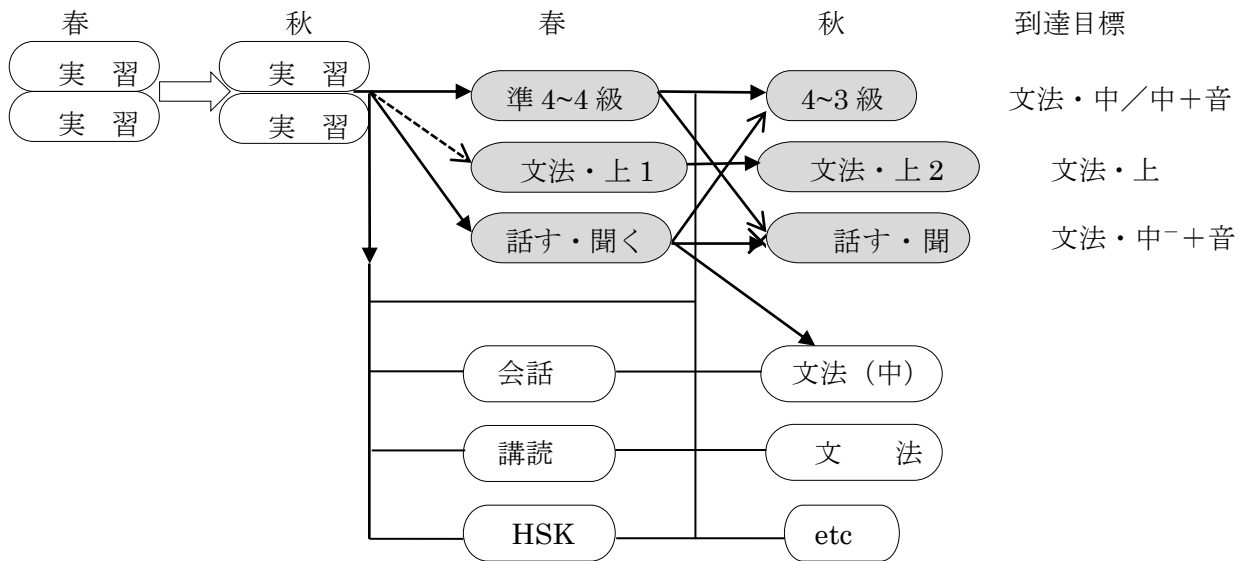 春 秋 春 秋 到達目標
実 習 実 習
準 4~4 級 4~3 級 文法・中／中＋音
実 習 実 習
文法・上 1 文法・上 2 文法・上
話す・聞く 話す・聞 文法・中⁻＋音
会話 文法（中）
講読 文 法
HSK etc